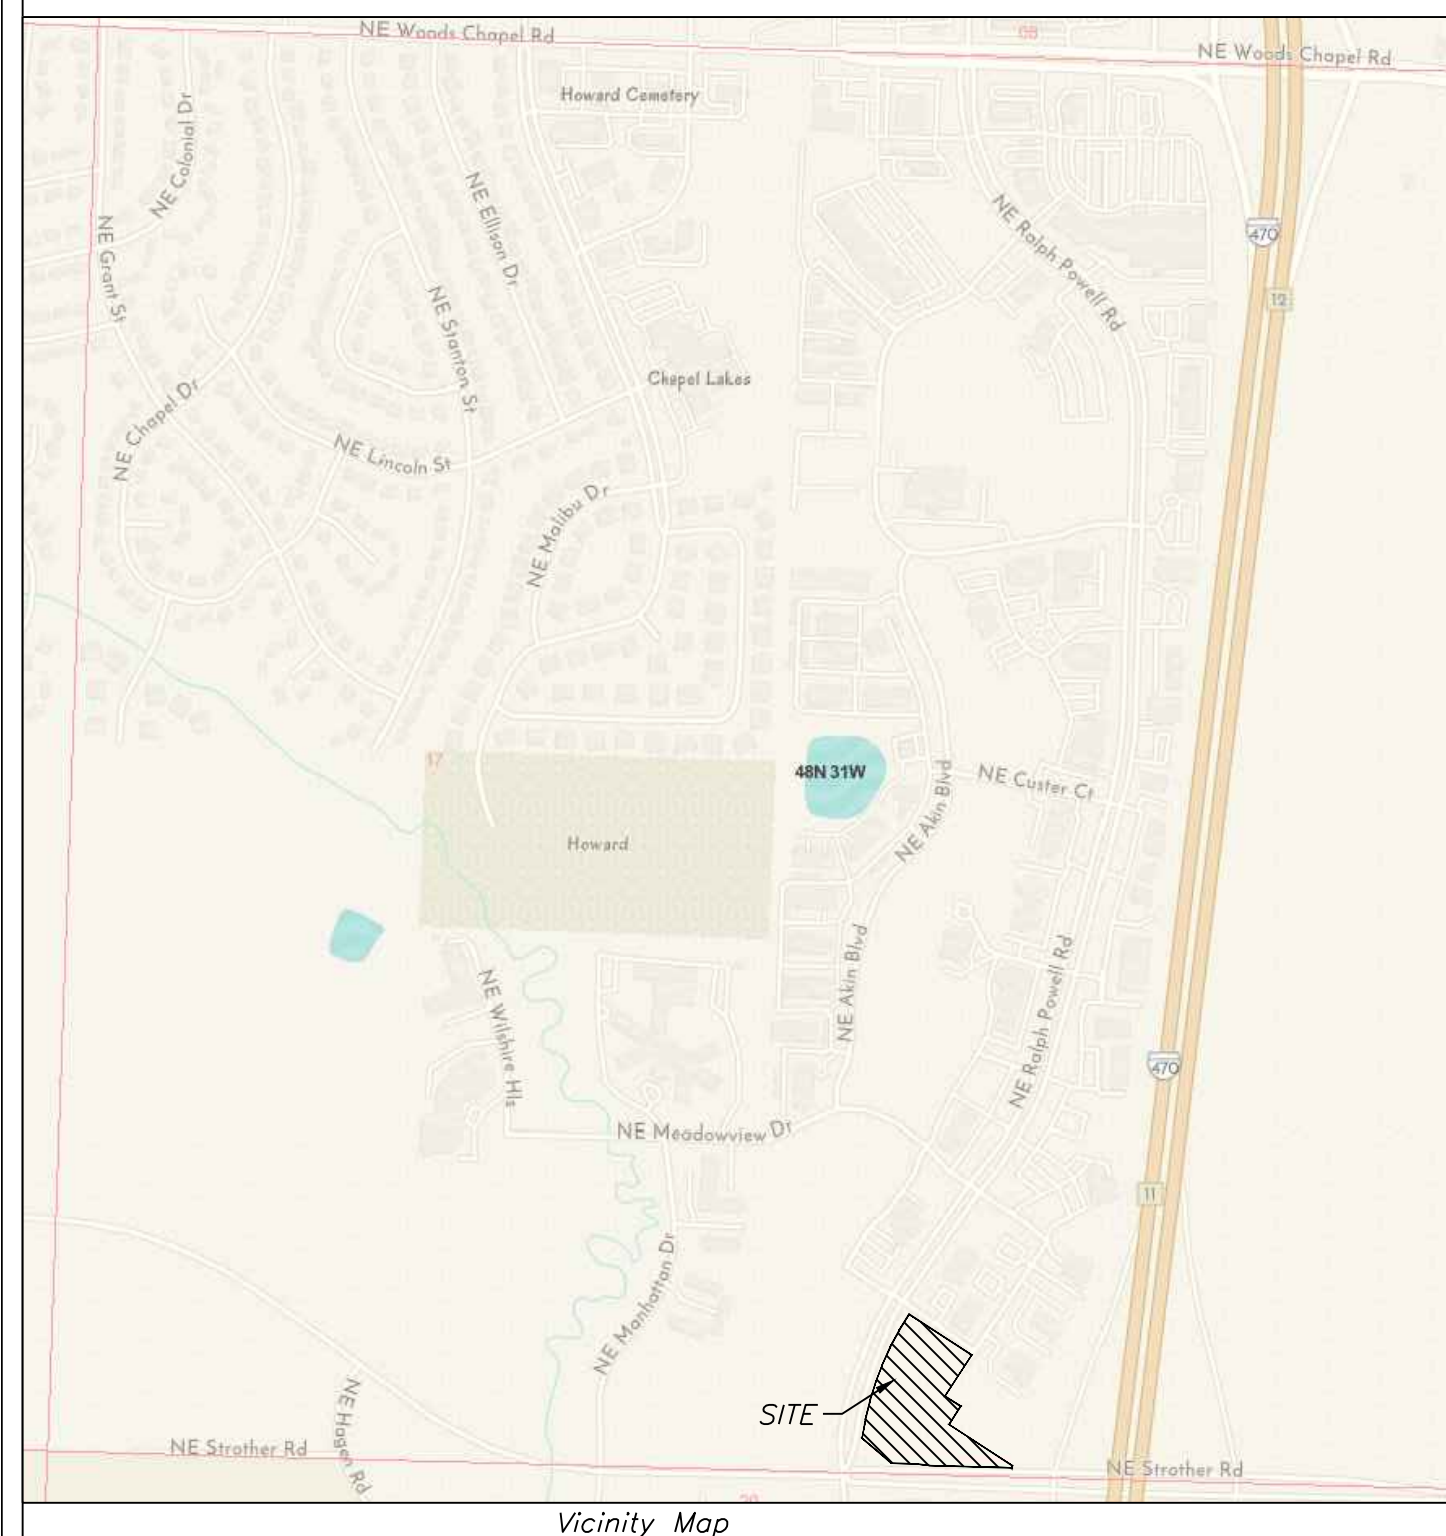 NE Woods Chapel Rd
08
NE Woods Chapel Rd
Howard Cemetery
NE Colonial Dr
NE Ellison Dr
NE Ralph Powell Rd
NE Grant St
470
12
NE Stanton St
Chapel Lakes
NE Chapel Dr
NE Lincoln St
NE Malibu Dr
17
48N 31W
NE Custer Ct
NE Akin Blvd
Howard
NE Akin Blvd
NE Ralph Powell Rd
NE Wilshire Hls
470
NE Meadowview Dr
11
NE Manhattan Dr
SITE
NE Hagen Rd
NE Strother Rd
NE Strother Rd
20
Vicinity Map